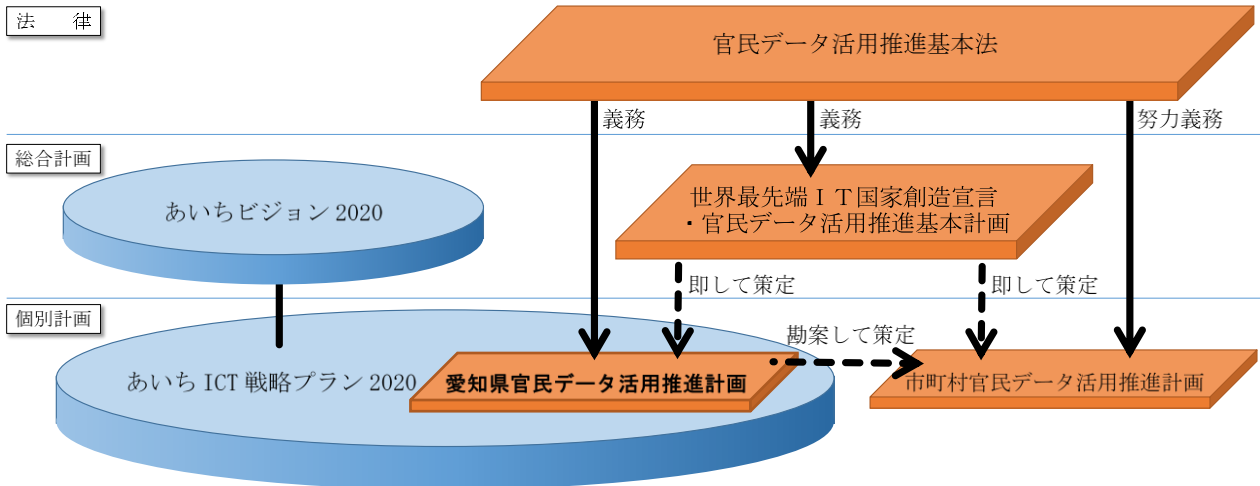 法　律
官民データ活用推進基本法
義務
義務
努力義務
総合計画
あいちビジョン 2020
世界最先端ＩＴ国家創造宣言
・官民データ活用推進基本計画
即して策定
即して策定
個別計画
勘案して策定
あいち ICT 戦略プラン 2020
愛知県官民データ活用推進計画
市町村官民データ活用推進計画